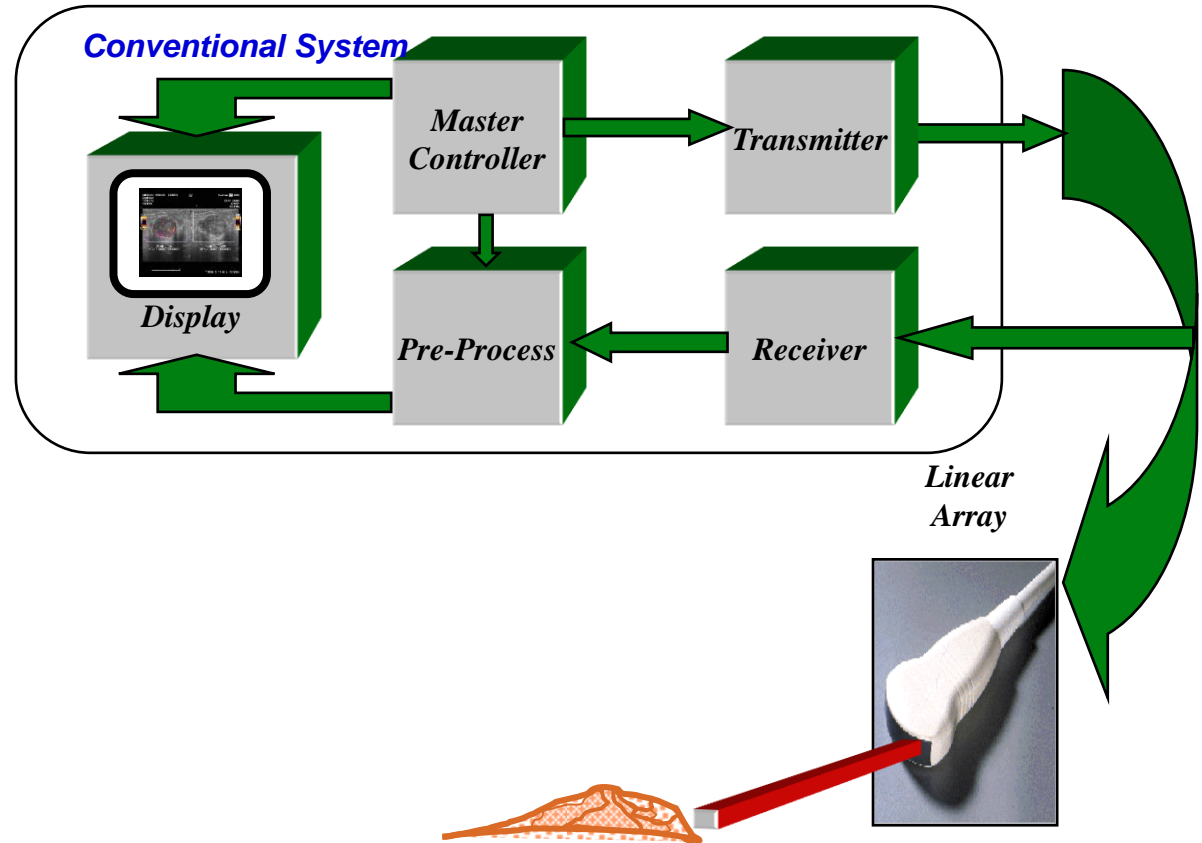 Conventional System
Master
Controller
Transmitter
Display
Pre-Process
Receiver
Linear
Array